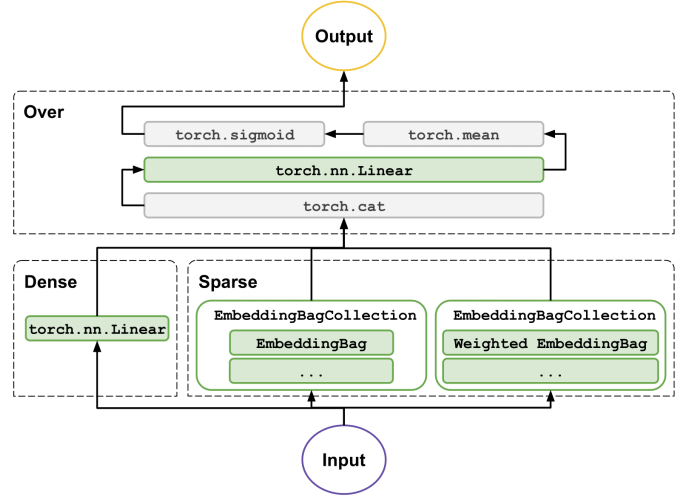 Output
Over
torch.sigmoid
torch.mean
torch.nn.Linear
torch.cat
Dense
Sparse
torch.nn.Linear
EmbeddingBagCollection
EmbeddingBag
...
EmbeddingBagCollection
Weighted EmbeddingBag
...
Input